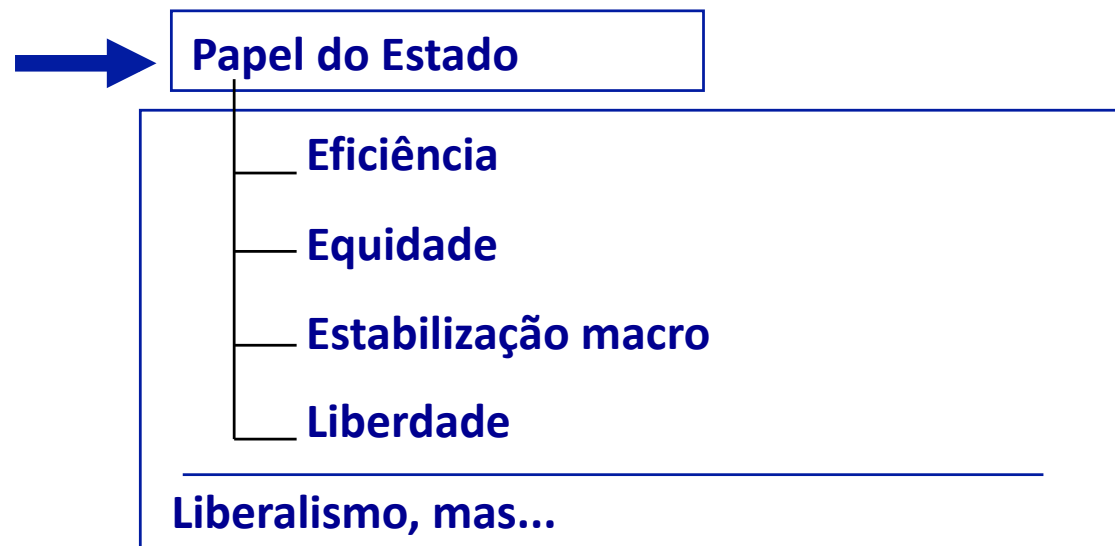 Papel do Estado
Eficiência
Equidade
Estabilização macro
Liberdade
Liberalismo, mas...